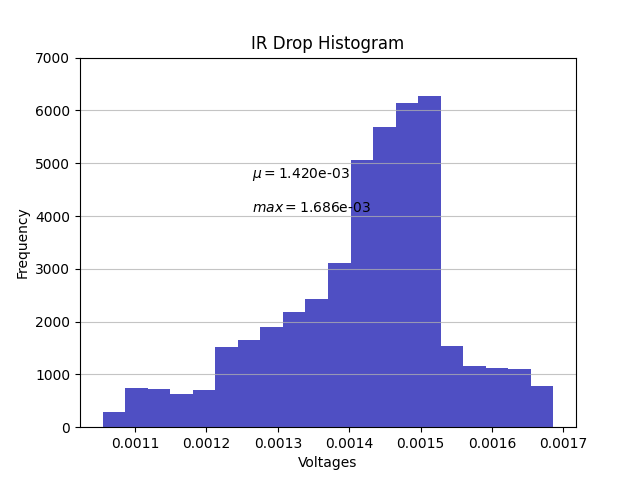 IR Drop Histogram
7000
6000
5000
4000
3000
2000
1000
0
Frequency
μ = 1.420e-03
max = 1.686e-03
0.0011 0.0012 0.0013 0.0014 0.0015 0.0016 0.0017
Voltages